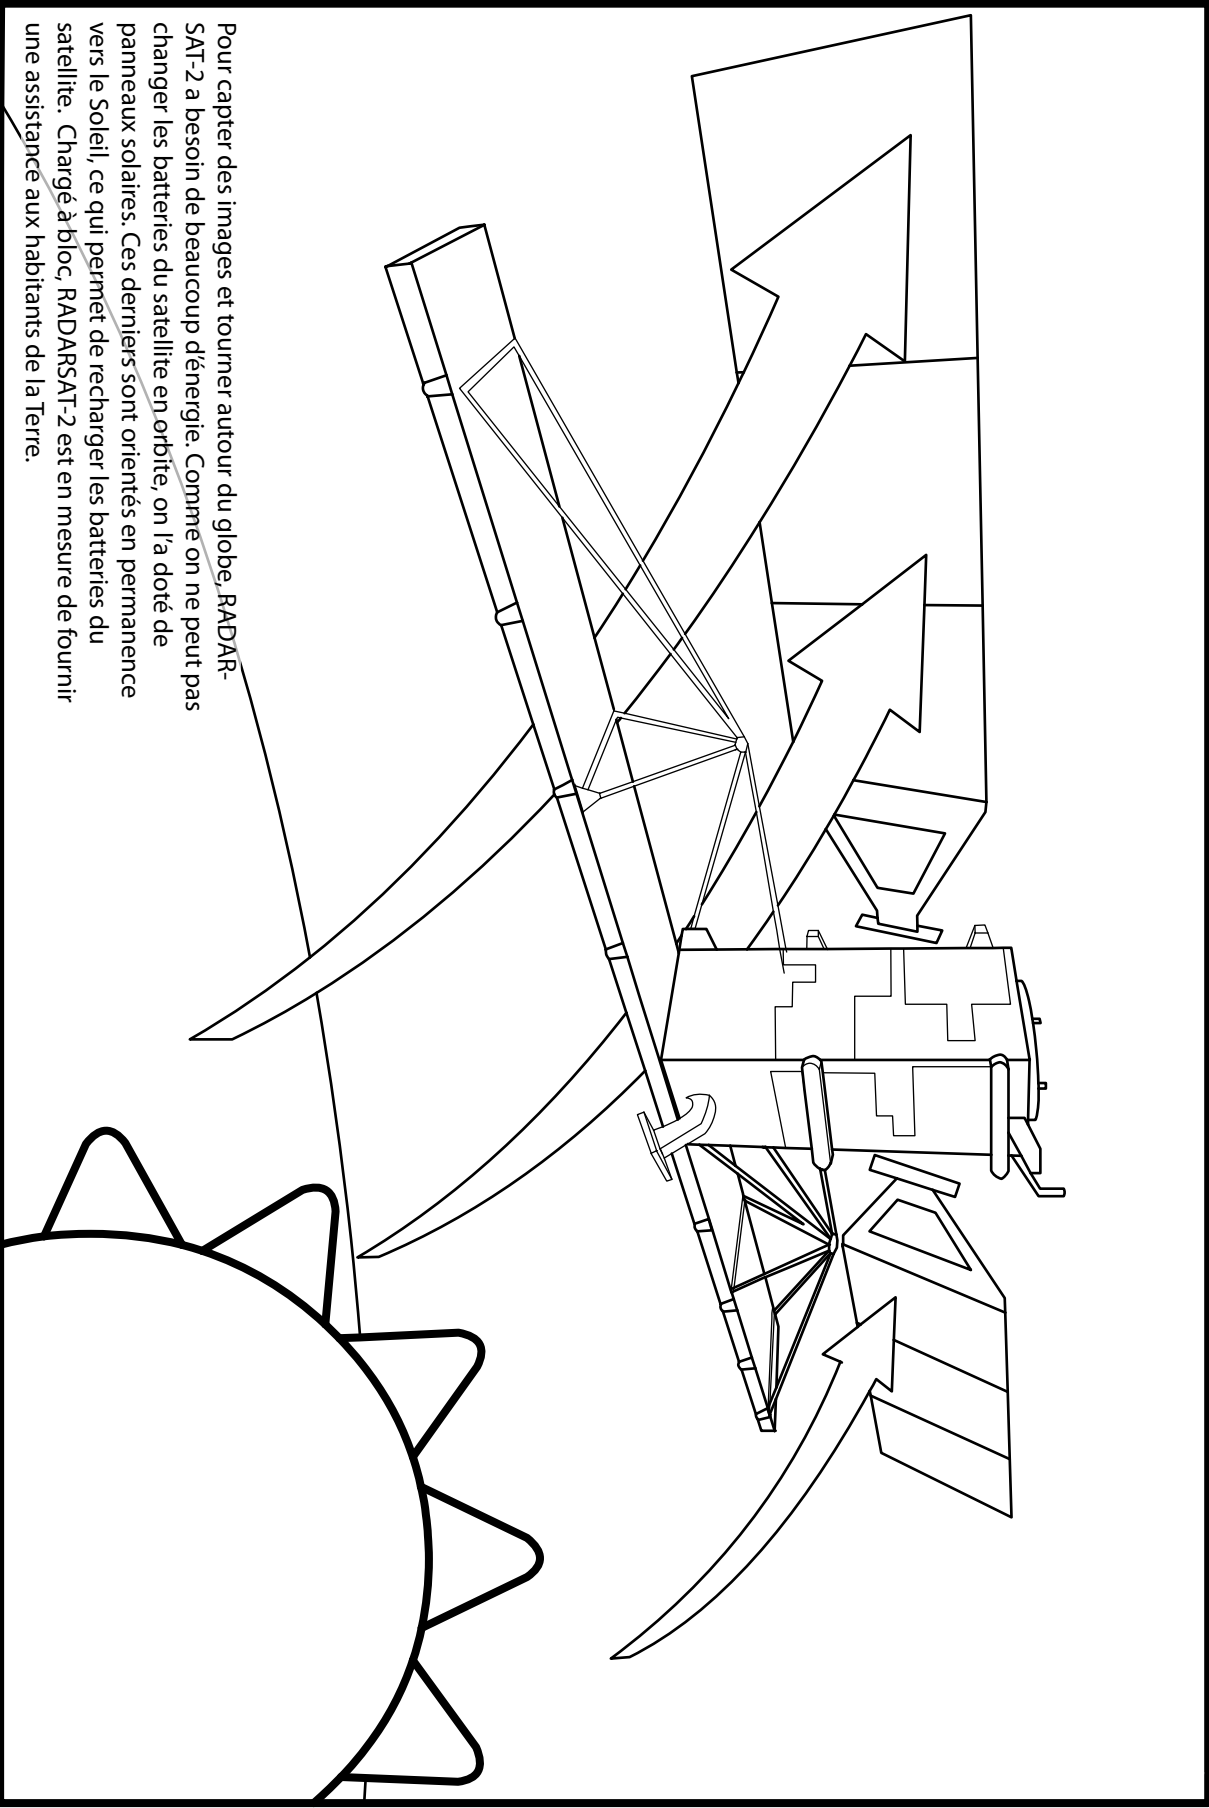 Pour capter des images et tourner autour du globe, RADAR-
SAT-2 a besoin de beaucoup d'énergie. Comme on ne peut pas
changer les batteries du satellite en orbite, on l'a doté de
panneaux solaires. Ces derniers sont orientés en permanence
vers le Soleil, ce qui permet de recharger les batteries du
satellite. Chargé à bloc, RADARSAT-2 est en mesure de fournir
une assistance aux habitants de la Terre.